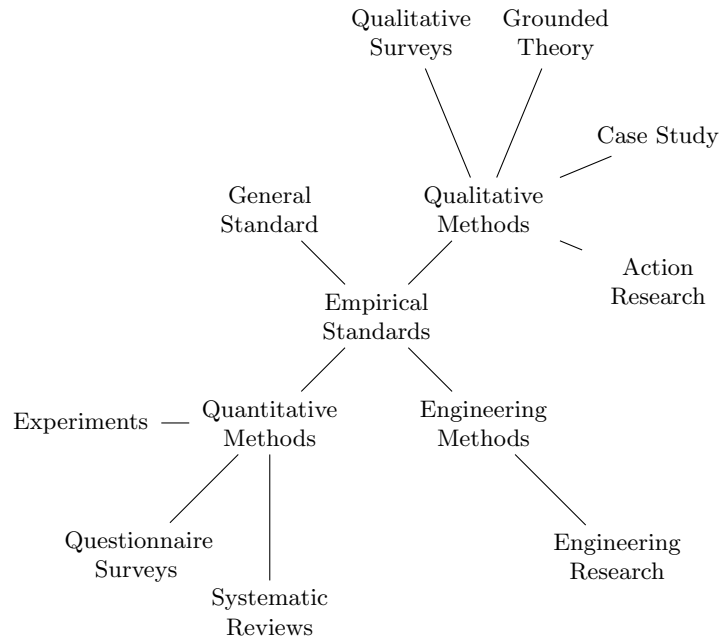 Qualitative
Surveys
Grounded
Theory
Case Study
General
Standard
Qualitative
Methods
Action
Research
Empirical
Standards
Experiments
Quantitative
Methods
Engineering
Methods
Questionnaire
Surveys
Engineering
Research
Systematic
Reviews